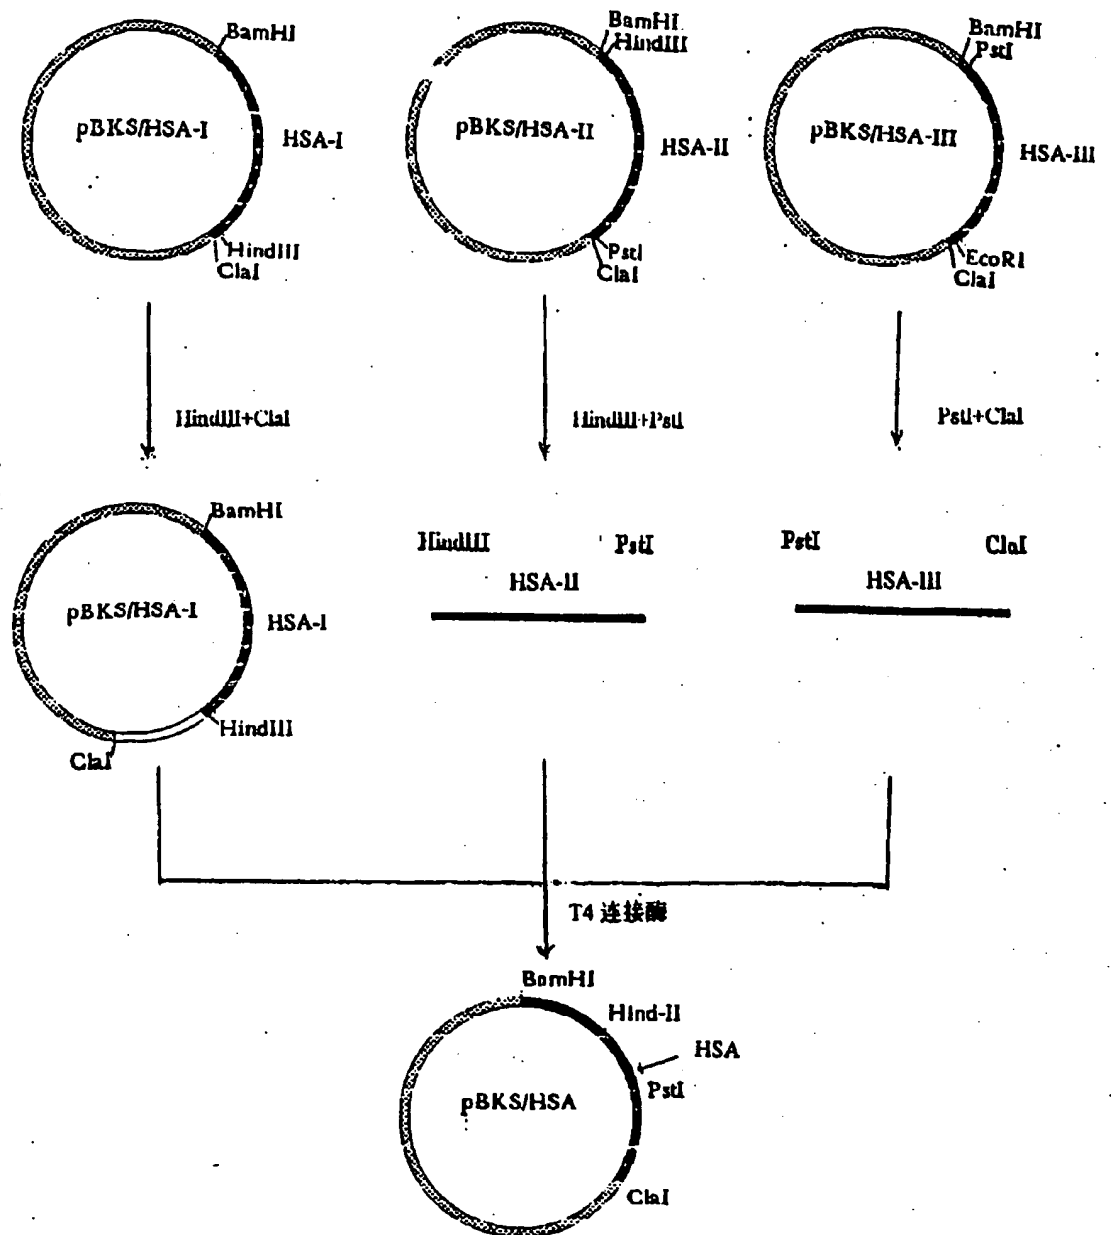 BamHI
pBKS/HSA-I
HSA-I
HindIII
ClaI
BamHI
HindIII
pBKS/HSA-II
HSA-II
PstI
ClaI
BamHI
PstI
pBKS/HSA-III
HSA-III
EcoRI
ClaI
HindIII+ClaI
HindIII+PstI
PstI+ClaI
BamHI
pBKS/HSA-I
HSA-I
HindIII
ClaI
HindIII PstI
HSA-II
PstI ClaI
HSA-III
T4 连接酶
BamHI
Hind-II
HSA
PstI
pBKS/HSA
ClaI